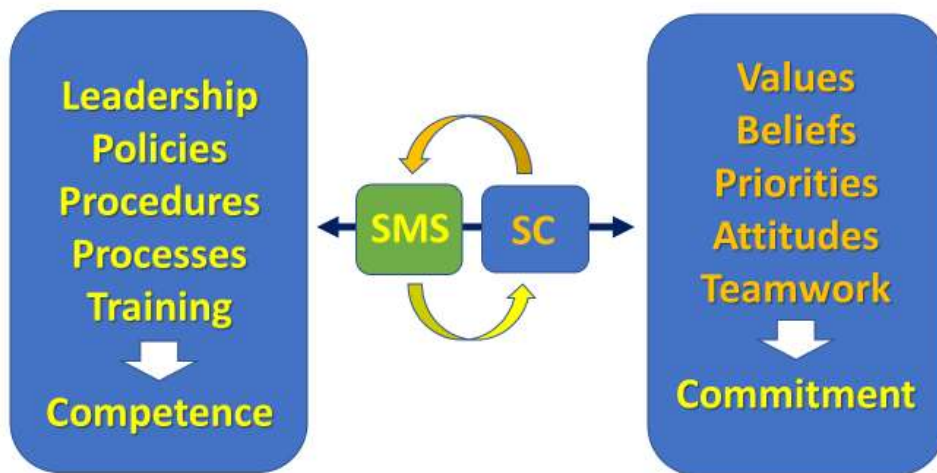 Leadership
Policies
Procedures
Processes
Training
Competence
SMS
SC
Values
Beliefs
Priorities
Attitudes
Teamwork
Commitment